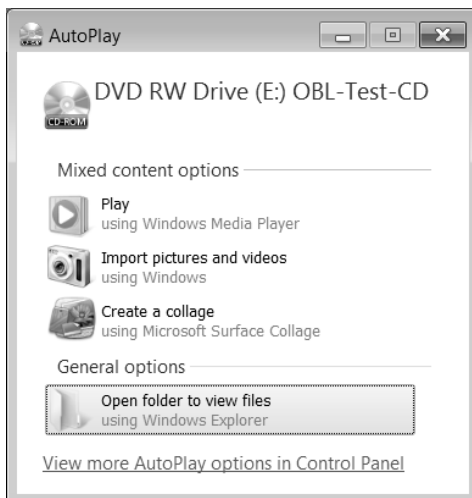 AutoPlay
DVD RW Drive (E:) OBL-Test-CD
CD-ROM
Mixed content options
Play
using Windows Media Player
Import pictures and videos
using Windows
Create a collage
using Microsoft Surface Collage
General options
Open folder to view files
using Windows Explorer
View more AutoPlay options in Control Panel